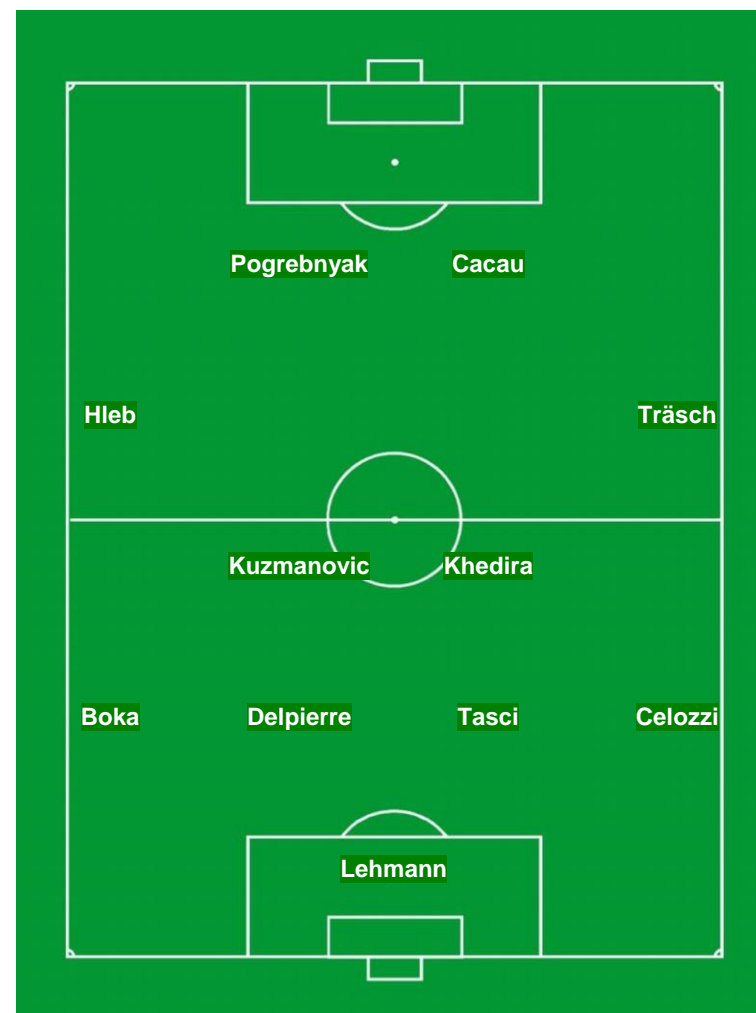 Pogrebnyak Cacau
Hleb Träsch
Kuzmanovic Khedira
Boka Delpierre Tasci Celozzi
Lehmann